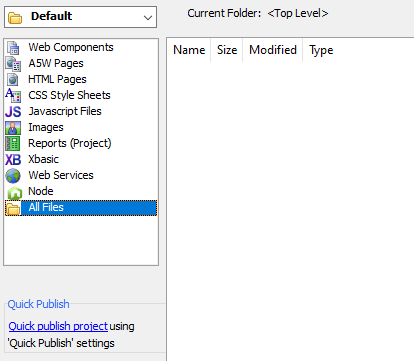 Default
Current Folder: <Top Level>
Web Components
A5W Pages
HTML Pages
CSS Style Sheets
JS Javascript Files
Images
Reports (Project)
XB Xbasic
Web Services
Node
All Files
Name Size Modified Type
Quick Publish
Quick publish project using
'Quick Publish' settings